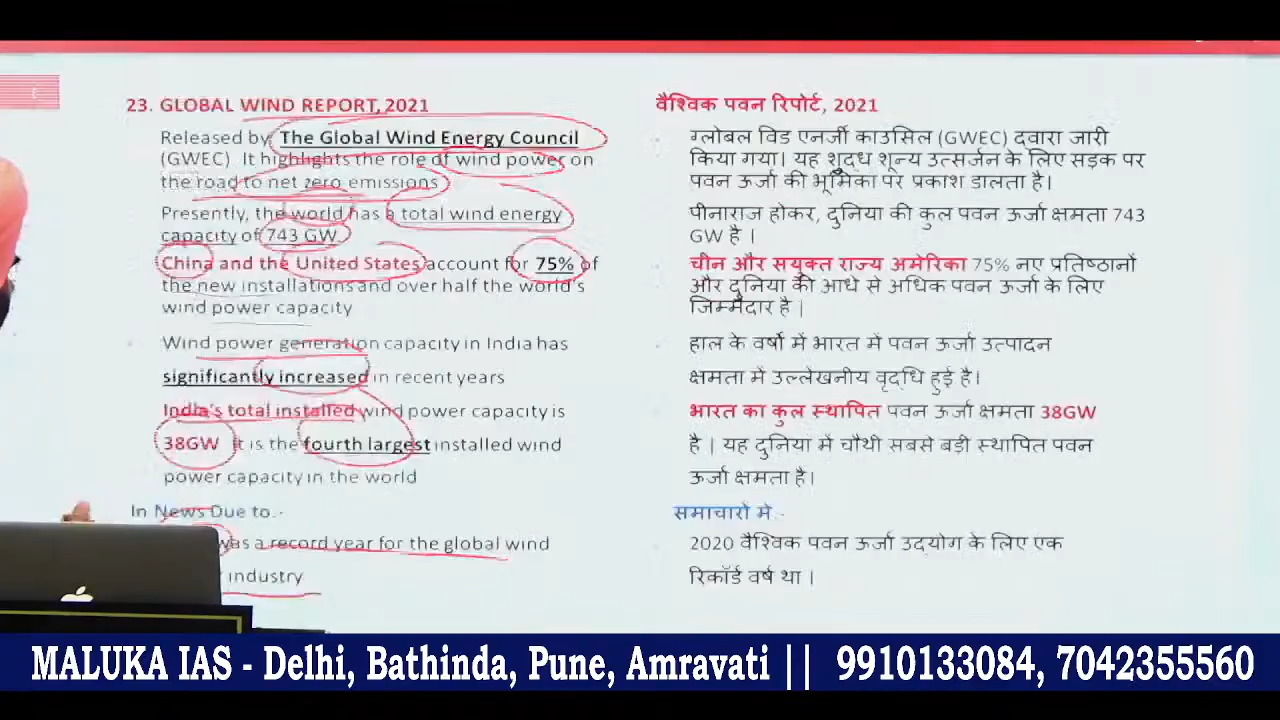 23. GLOBAL WIND REPORT, 2021
Released by The Global Wind Energy Council
(GWEC). It highlights the role of wind power on
the road to net zero emissions
Presently, the world has a total wind energy
capacity of 743 GW
China and the United States account for 75% of
the new installations and over half the world's
wind power capacity
Wind power generation capacity in India has
significantly increased in recent years
India's total installed wind power capacity is
38GW It is the fourth largest installed wind
power capacity in the world
In News Due to:-
was a record year for the global wind
industry
वैश्विक पवन रिपोर्ट, 2021
ग्लोबल विंड एनर्जी काउंसिल (GWEC) द्वारा जारी
किया गया। यह शुद्ध शून्य उत्सर्जन के लिए सड़क पर
पवन ऊर्जा की भूमिका पर प्रकाश डालता है।
पीनाराज होकर, दुनिया की कुल पवन ऊर्जा क्षमता 743
GW है |
चीन और संयुक्त राज्य अमेरिका 75% नए प्रतिष्ठानों
और दुनिया की आधे से अधिक पवन ऊर्जा के लिए
जिम्मेदार है |
हाल के वर्षों में भारत में पवन ऊर्जा उत्पादन
क्षमता में उल्लेखनीय वृद्धि हुई है।
भारत का कुल स्थापित पवन ऊर्जा क्षमता 38GW
है | यह दुनिया में चौथी सबसे बड़ी स्थापित पवन
ऊर्जा क्षमता है।
समाचारों में:-
2020 वैश्विक पवन ऊर्जा उद्योग के लिए एक
रिकॉर्ड वर्ष था |
MALUKA IAS - Delhi, Bathinda, Pune, Amravati || 9910133084, 7042355560